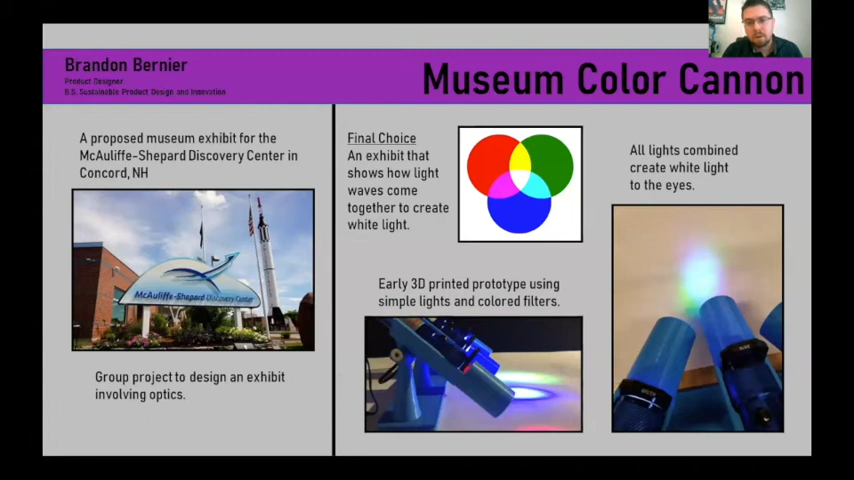 Brandon Bernier
Product Designer
B.S. Sustainable Product Design and Innovation
Museum Color Cannon
A proposed museum exhibit for the
McAuliffe-Shepard Discovery Center in
Concord, NH
McAuliffe-Shepard Discovery Center
Group project to design an exhibit
involving optics.
Final Choice
An exhibit that
shows how light
waves come
together to create
white light.
Early 3D printed prototype using
simple lights and colored filters.
All lights combined
create white light
to the eyes.